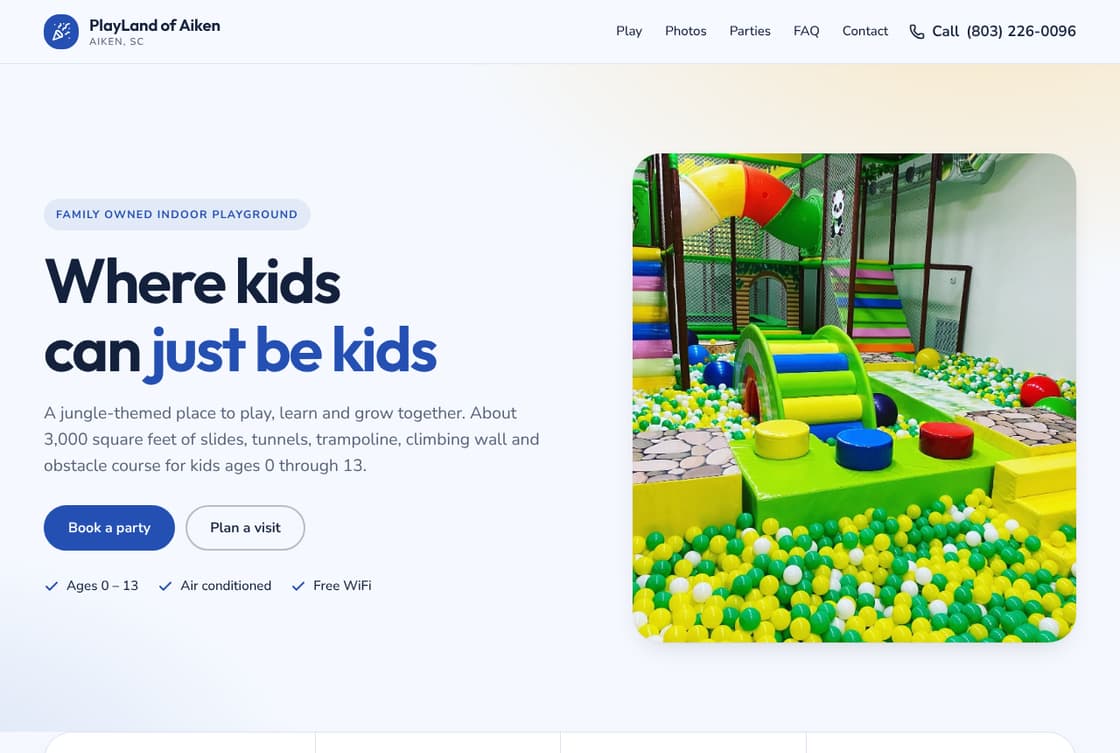 PlayLand of Aiken
AIKEN, SC
Play
Photos
Parties
FAQ
Contact
Call (803) 226-0096
FAMILY OWNED INDOOR PLAYGROUND
Where kids
can just be kids
A jungle-themed place to play, learn and grow together. About
3,000 square feet of slides, tunnels, trampoline, climbing wall and
obstacle course for kids ages 0 through 13.
Book a party
Plan a visit
Ages 0 – 13
Air conditioned
Free WiFi